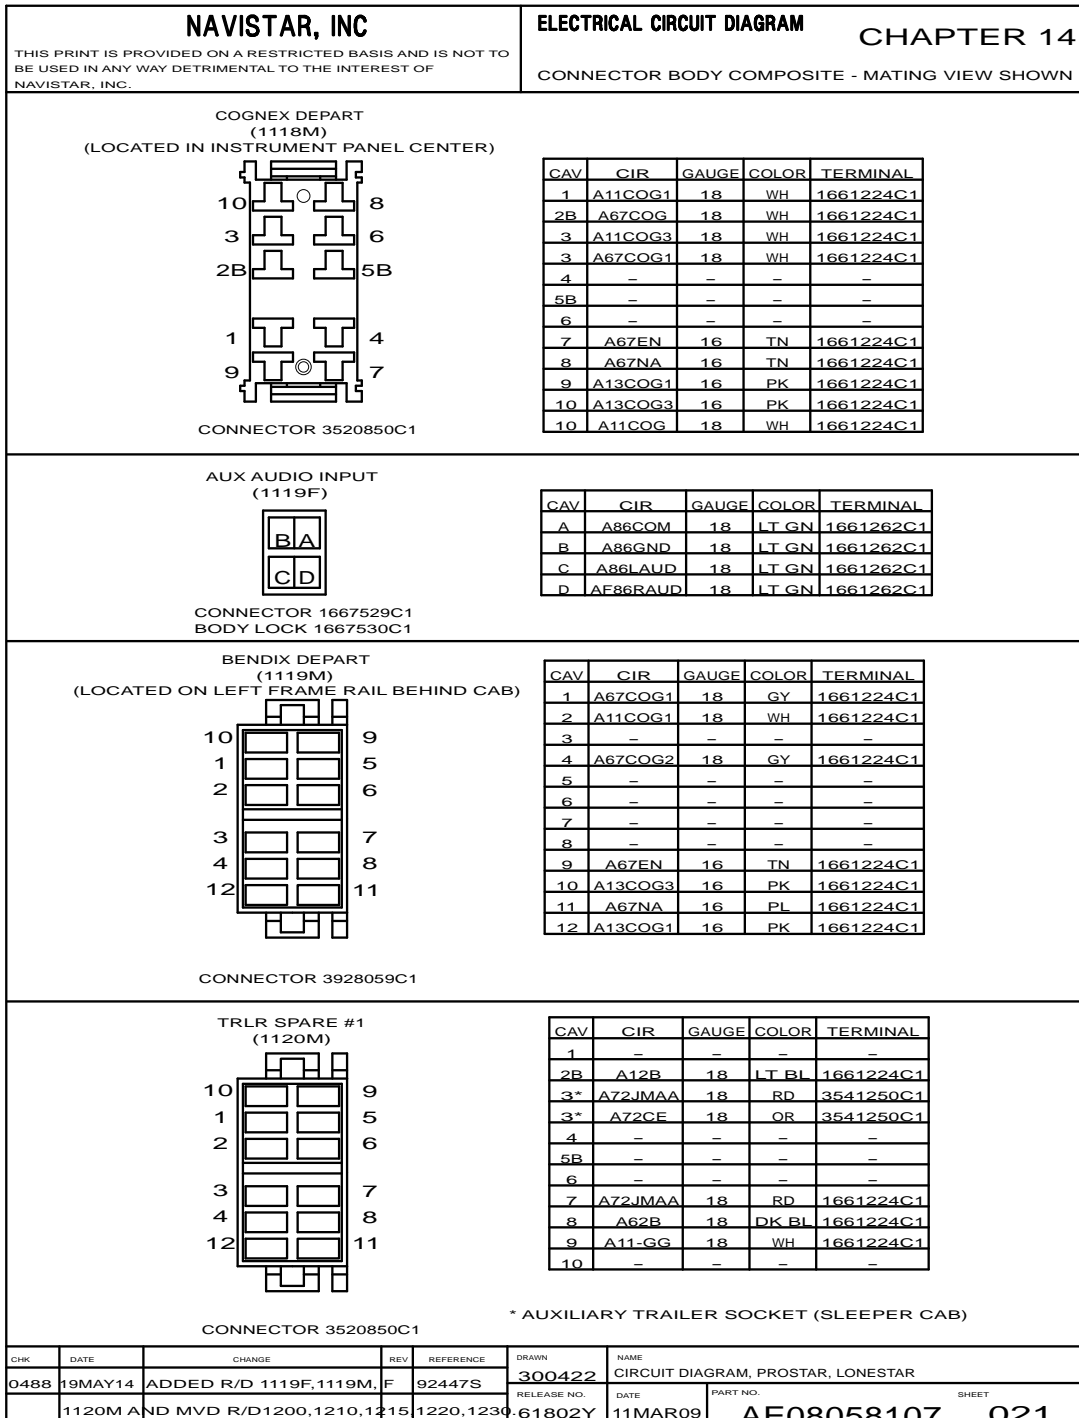 NAVISTAR, INC
THIS PRINT IS PROVIDED ON A RESTRICTED BASIS AND IS NOT TO
BE USED IN ANY WAY DETRIMENTAL TO THE INTEREST OF
NAVISTAR, INC.
ELECTRICAL CIRCUIT DIAGRAM
CHAPTER 14
CONNECTOR BODY COMPOSITE - MATING VIEW SHOWN
COGNEX DEPART
(1118M)
(LOCATED IN INSTRUMENT PANEL CENTER)
10 8
3 6
2B 5B
1 4
9 7
CONNECTOR 3520850C1
CAV CIR GAUGE COLOR TERMINAL
1 A11COG1 18 WH 1661224C1
2B A67COG 18 WH 1661224C1
3 A11COG3 18 WH 1661224C1
3 A67COG1 18 WH 1661224C1
4 – – – –
5B – – – –
6 – – – –
7 A67EN 16 TN 1661224C1
8 A67NA 16 TN 1661224C1
9 A13COG1 16 PK 1661224C1
10 A13COG3 16 PK 1661224C1
10 A11COG 18 WH 1661224C1
AUX AUDIO INPUT
(1119F)
B A
C D
CONNECTOR 1667529C1
BODY LOCK 1667530C1
CAV CIR GAUGE COLOR TERMINAL
A A86COM 18 LT GN 1661262C1
B A86GND 18 LT GN 1661262C1
C A86LAUD 18 LT GN 1661262C1
D AF86RAUD 18 LT GN 1661262C1
BENDIX DEPART
(1119M)
(LOCATED ON LEFT FRAME RAIL BEHIND CAB)
10 9
1 5
2 6
3 7
4 8
12 11
CONNECTOR 3928059C1
CAV CIR GAUGE COLOR TERMINAL
1 A67COG1 18 GY 1661224C1
2 A11COG1 18 WH 1661224C1
3 – – – –
4 A67COG2 18 GY 1661224C1
5 – – – –
6 – – – –
7 – – – –
8 – – – –
9 A67EN 16 TN 1661224C1
10 A13COG3 16 PK 1661224C1
11 A67NA 16 PL 1661224C1
12 A13COG1 16 PK 1661224C1
TRLR SPARE #1
(1120M)
10 9
1 5
2 6
3 7
4 8
12 11
CONNECTOR 3520850C1
CAV CIR GAUGE COLOR TERMINAL
1 – – – –
2B A12B 18 LT BL 1661224C1
3* A72JMAA 18 RD 3541250C1
3* A72CE 18 OR 3541250C1
4 – – – –
5B – – – –
6 – – – –
7 A72JMAA 18 RD 1661224C1
8 A62B 18 DK BL 1661224C1
9 A11-GG 18 WH 1661224C1
10 – – – –
* AUXILIARY TRAILER SOCKET (SLEEPER CAB)
CHK DATE CHANGE REV REFERENCE
0488 19MAY14 ADDED R/D 1119F,1119M, F 92447S
1120M AND MVD R/D1200,1210,1215,1220,1230.
DRAWN
300422
NAME
CIRCUIT DIAGRAM, PROSTAR, LONESTAR
RELEASE NO.
61802Y
DATE
11MAR09
PART NO.
AF08058107
SHEET
021